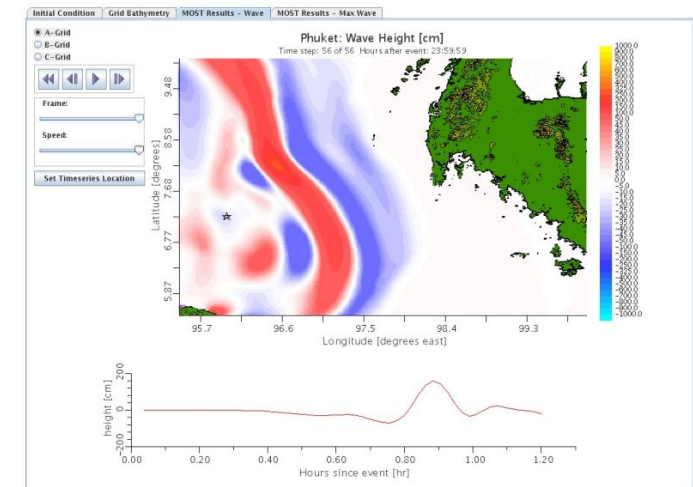 Initial Condition Grid Bathymetry MOST Results - Wave MOST Results - Max Wave
A-Grid
B-Grid
C-Grid
Frame:
Speed:
Set Timeseries Location
Phuket: Wave Height [cm]
Time step: 56 of 56 Hours after event: 23:59:59
Latitude [degrees]
9.48
8.58
7.68
6.77
5.87
95.7 96.6 97.5 98.4 99.3
Longitude [degrees east]
1000.0
900.0
-1000.0
height [cm]
200
0
-200
0.00 0.20 0.40 0.60 0.80 1.00 1.20
Hours since event [hr]